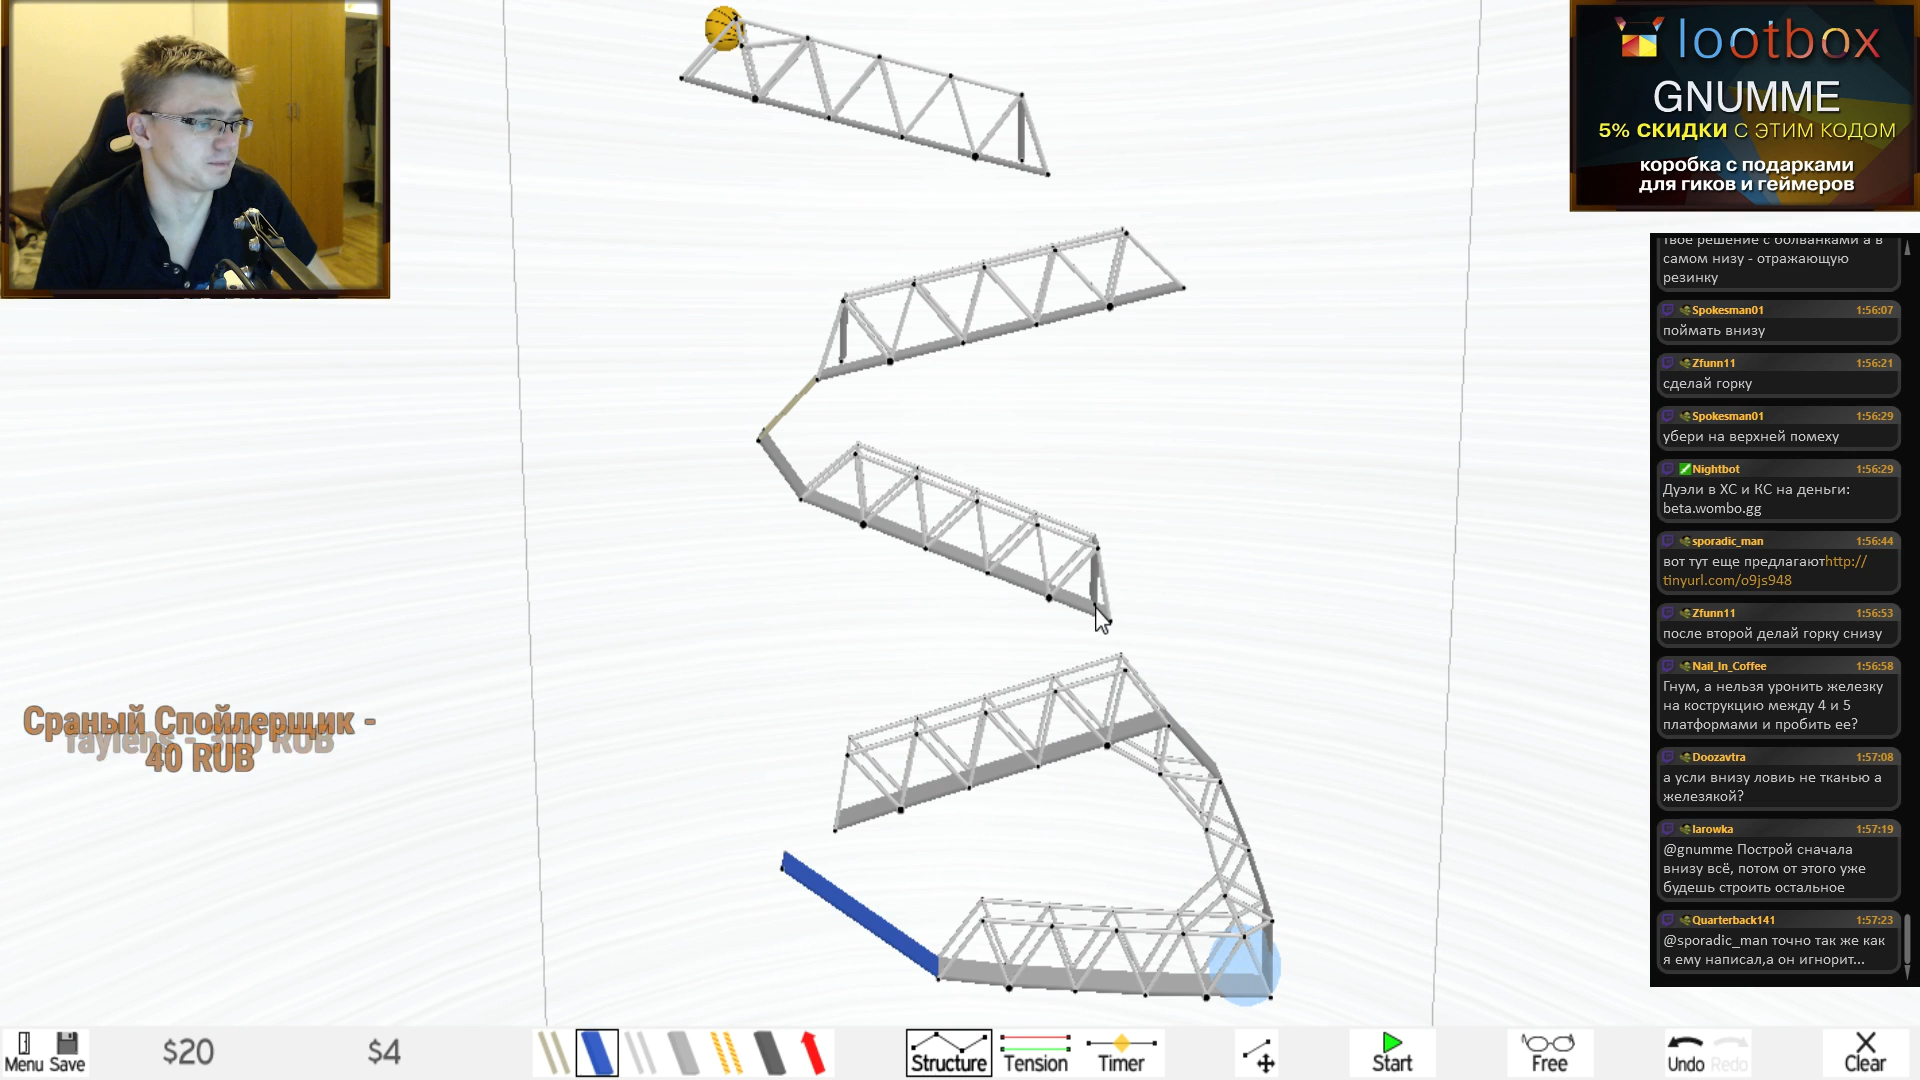 lootbox
GNUMME
5% СКИДКИ С ЭТИМ КОДОМ
коробка с подарками
для гиков и геймеров
твое решение с болванками а в
самом низу - отражающую
резинку
Spokesman01 1:56:07
поймать внизу
Zfunn11 1:56:21
сделай горку
Spokesman01 1:56:29
убери на верхней помеху
Nightbot 1:56:29
Дуэли в ХС и КС на деньги:
beta.wombo.gg
sporadic_man 1:56:44
вот тут еще предлагаютhttp://
tinyurl.com/o9js948
Zfunn11 1:56:53
после второй делай горку снизу
Nail_In_Coffee 1:56:58
Гнум, а нельзя уронить железку
на кострукцию между 4 и 5
платформами и пробить ее?
Doozavtra 1:57:08
а усли внизу ловиь не тканью а
железякой?
larowka 1:57:19
@gnumme Построй сначала
внизу всё, потом от этого уже
будешь строить остальное
Quarterback141 1:57:23
@sporadic_man точно так же как
я ему написал,а он игнорит...
Сраный Спойлерщик -
40 RUB
Menu Save $20 $4 Structure Tension Timer Start Free Undo Redo Clear